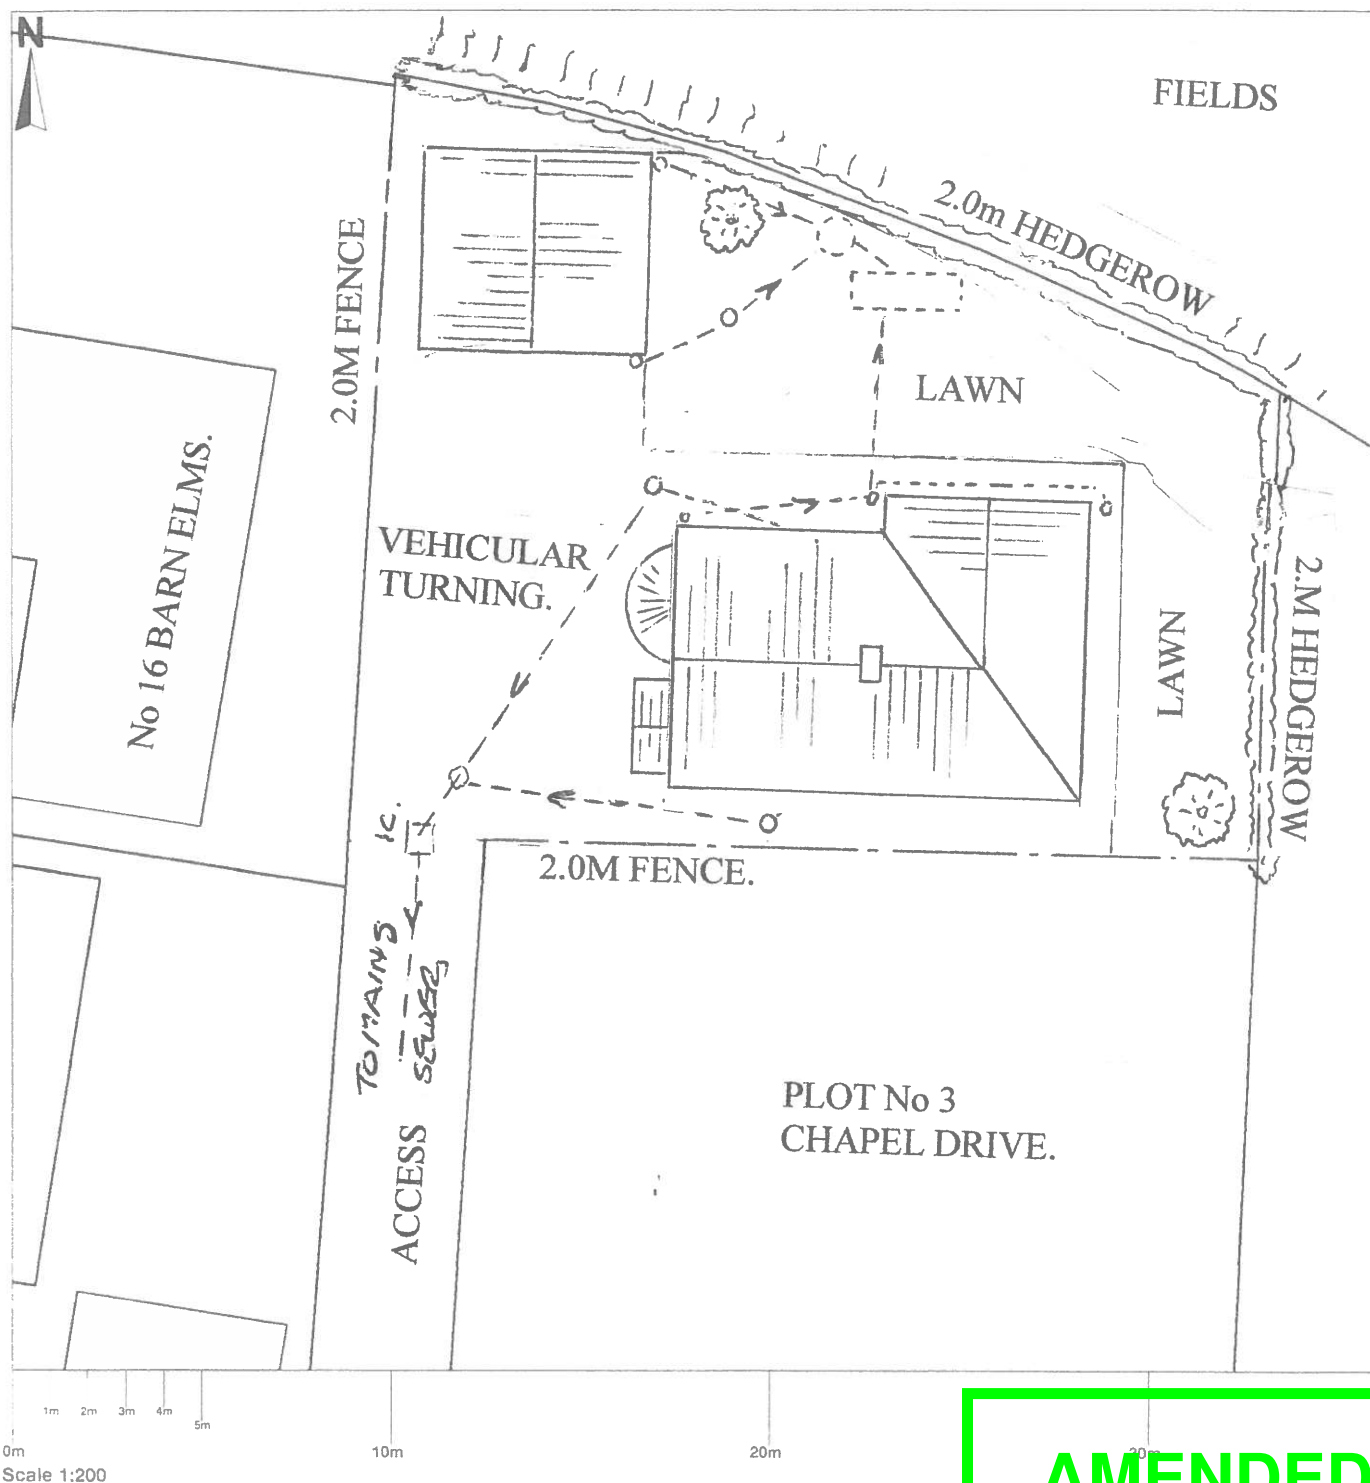 N
FIELDS
2.0m HEDGEROW
2.0M FENCE
LAWN
No 16 BARN ELMS.
VEHICULAR
TURNING.
LAWN
2.M HEDGEROW
IC.
2.0M FENCE.
TO MAINS
SEWER
PLOT No 3
CHAPEL DRIVE.
ACCESS
1m 2m 3m 4m
5m
0m 10m 20m 30m
Scale 1:200
AMENDED